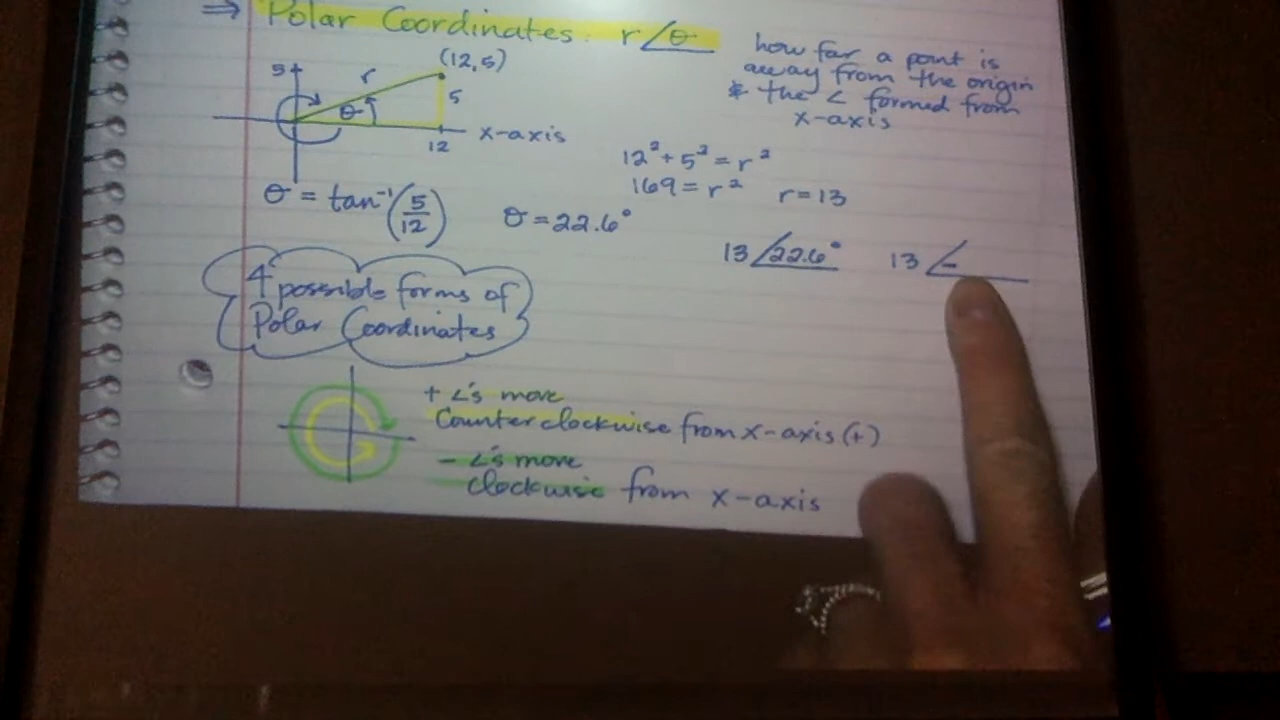 ⇒ Polar Coordinates: r∠θ
how far a point is
away from the origin
* the ∠ formed from
x-axis
(12,5)
5
r
θ
5
12
x-axis
12² + 5² = r²
169 = r² r = 13
θ = tan⁻¹(5/12) θ = 22.6°
13∠22.6° 13∠-
4 possible forms of
Polar Coordinates
+ ∠'s move
Counterclockwise from x-axis (+)
- ∠'s move
clockwise from x-axis